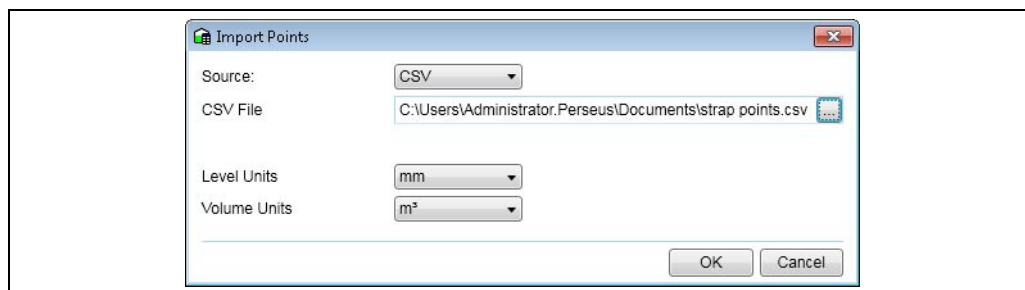 Import Points
Source: CSV
CSV File C:\Users\Administrator.Perseus\Documents\strap points.csv ...
Level Units mm
Volume Units m³
OK Cancel